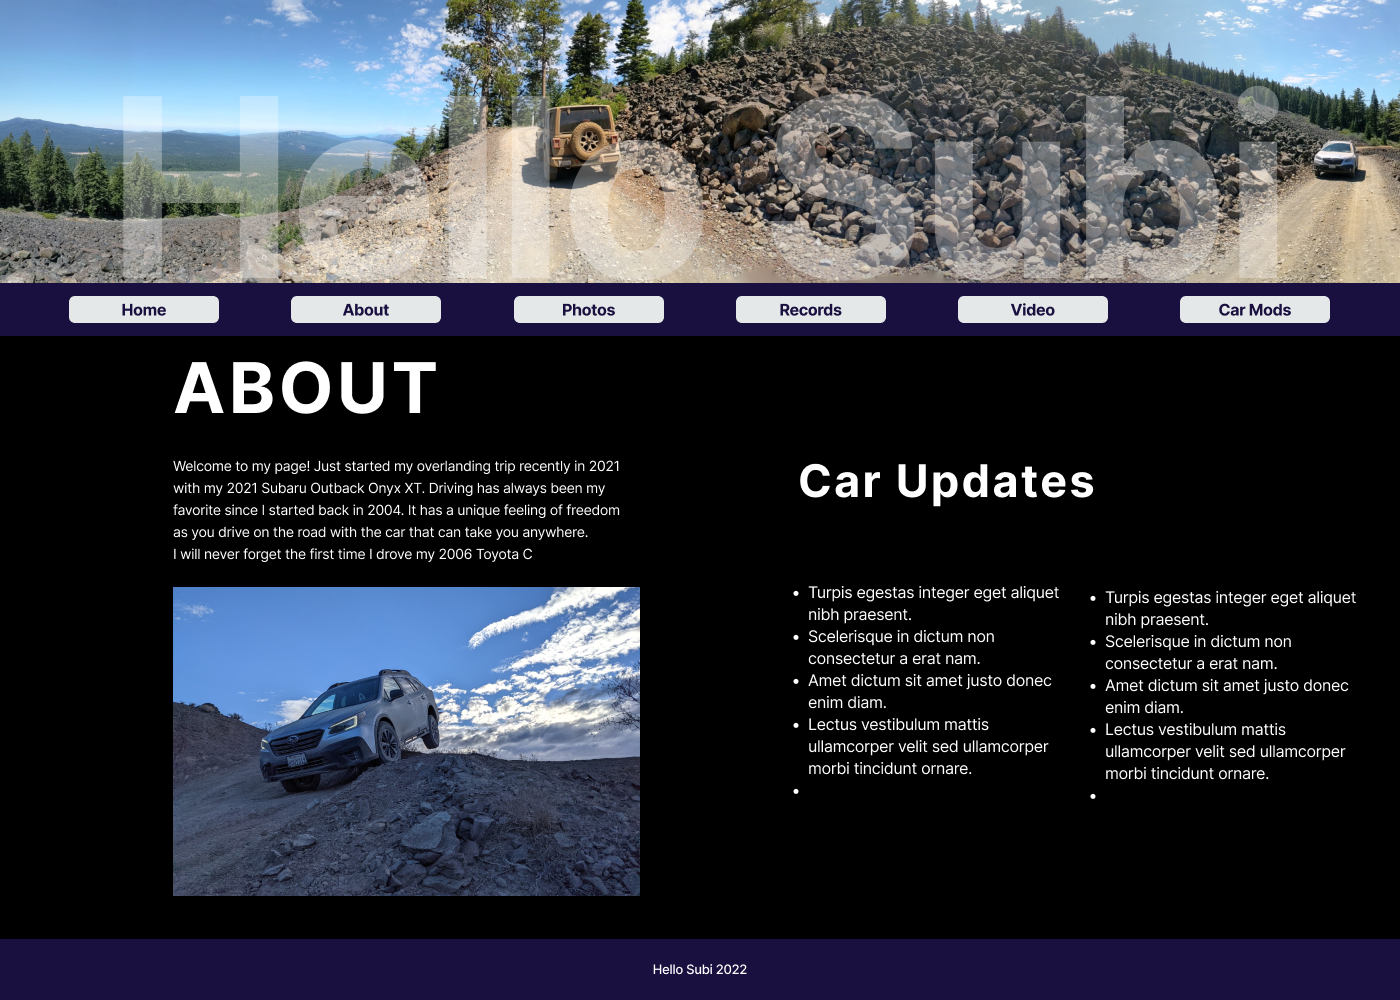 Hello Subi
Home
About
Photos
Records
Video
Car Mods
ABOUT
Welcome to my page! Just started my overlanding trip recently in 2021
with my 2021 Subaru Outback Onyx XT. Driving has always been my
favorite since I started back in 2004. It has a unique feeling of freedom
as you drive on the road with the car that can take you anywhere.
I will never forget the first time I drove my 2006 Toyota C
Car Updates
• Turpis egestas integer eget aliquet
nibh praesent.
• Scelerisque in dictum non
consectetur a erat nam.
• Amet dictum sit amet justo donec
enim diam.
• Lectus vestibulum mattis
ullamcorper velit sed ullamcorper
morbi tincidunt ornare.
•
• Turpis egestas integer eget aliquet
nibh praesent.
• Scelerisque in dictum non
consectetur a erat nam.
• Amet dictum sit amet justo donec
enim diam.
• Lectus vestibulum mattis
ullamcorper velit sed ullamcorper
morbi tincidunt ornare.
•
Hello Subi 2022